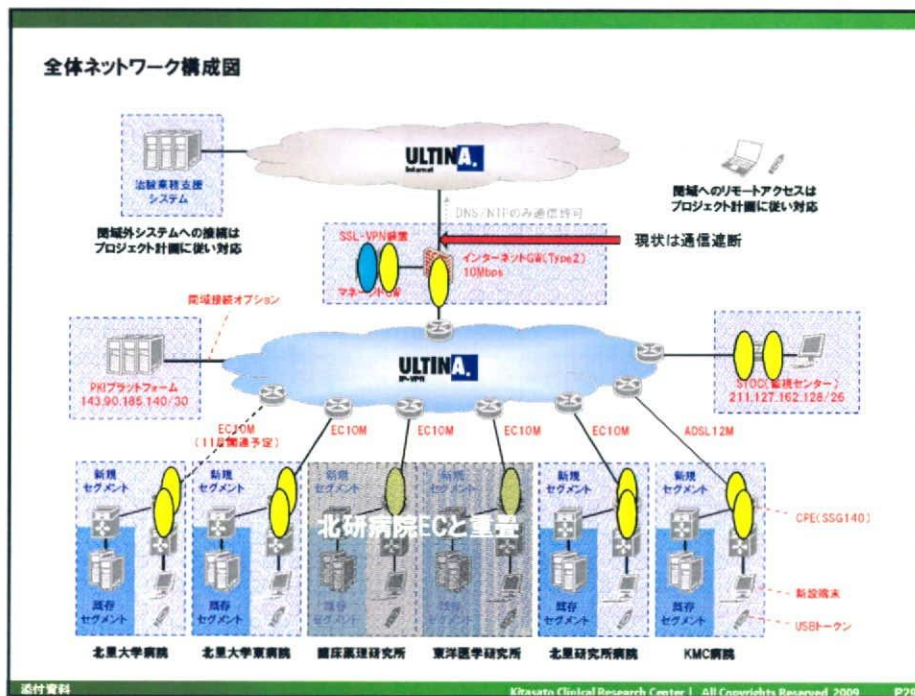 全体ネットワーク構成図
ULTINA
Internet
治験業務支援
システム
閉域外システムへの接続は
プロジェクト計画に従い対応
閉域へのリモートアクセスは
プロジェクト計画に従い対応
DNS/NTPのみ通信許可
現状は通信遮断
SSL-VPN装置
インターネットGW(Type2)
10Mbps
マネージドGW
閉域接続オプション
PKIプラットフォーム
143.90.185.140/30
ULTINA
IP-VPN
STOC(監視センター)
211.127.162.128/26
EC10M
(11月開通予定)
EC10M
EC10M
EC10M
EC10M
ADSL12M
新規
セグメント
新規
セグメント
新規
セグメント
新規
セグメント
新規
セグメント
新規
セグメント
CPE(SSG140)
北研病院ECと重畳
既存
セグメント
既存
セグメント
既存
セグメント
既存
セグメント
既存
セグメント
既存
セグメント
新設端末
USBトークン
北里大学病院
北里大学東病院
臨床薬理研究所
東洋医学研究所
北里研究所病院
KMC病院
添付資料
Kitasato Clinical Research Center | All Copyrights Reserved 2009